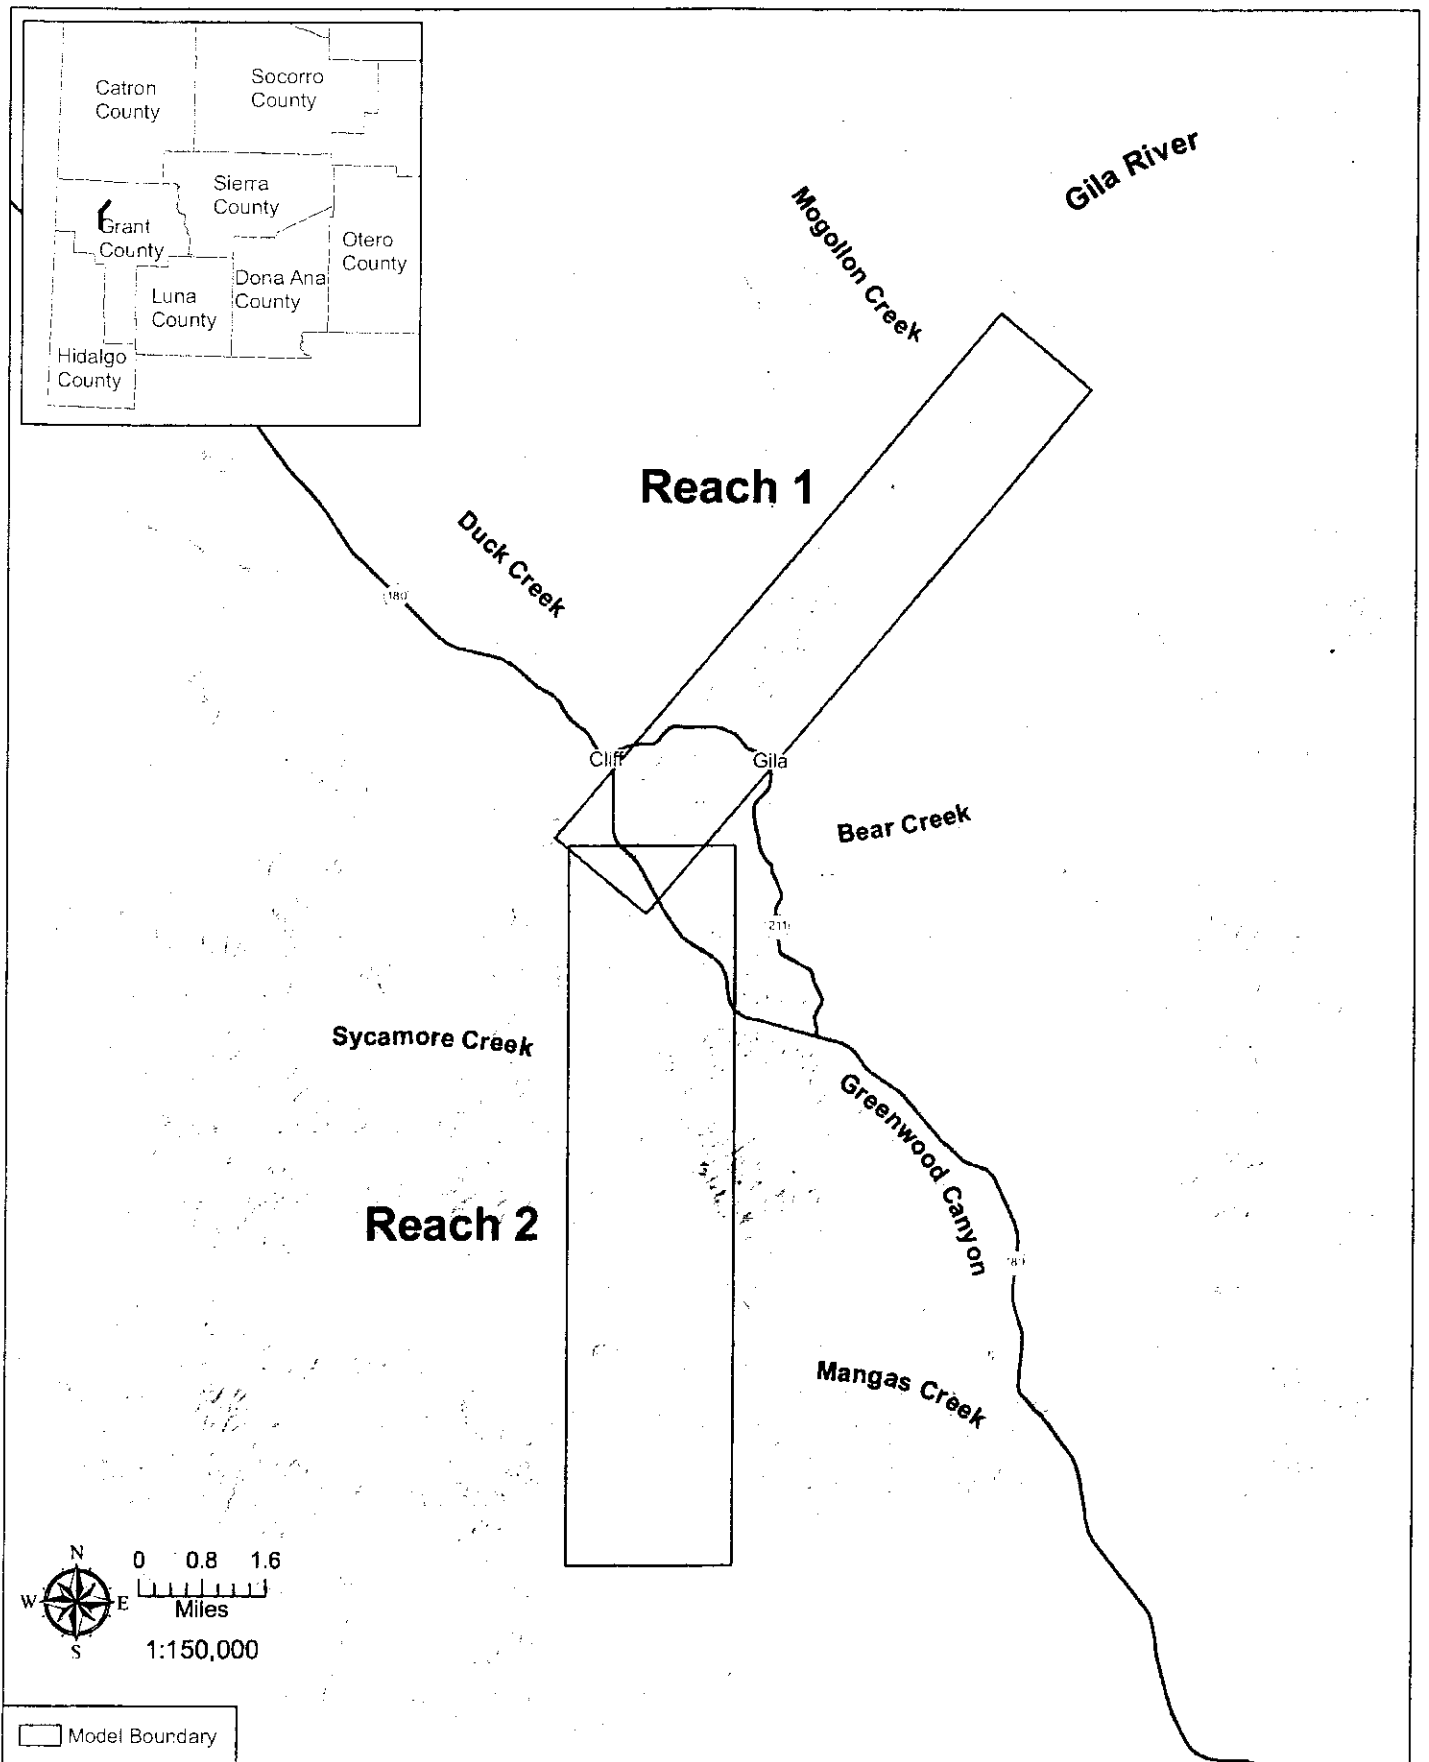 Catron
County
Socorro
County
Sierra
County
Grant
County
Otero
County
Dona Ana
County
Luna
County
Hidalgo
County
Gila River
Mogollon Creek
Reach 1
Duck Creek
180
Cliff
Gila
Bear Creek
211
Sycamore Creek
Greenwood Canyon
Reach 2
Mangas Creek
N
W
E
S
0 0.8 1.6
Miles
1:150,000
Model Boundary